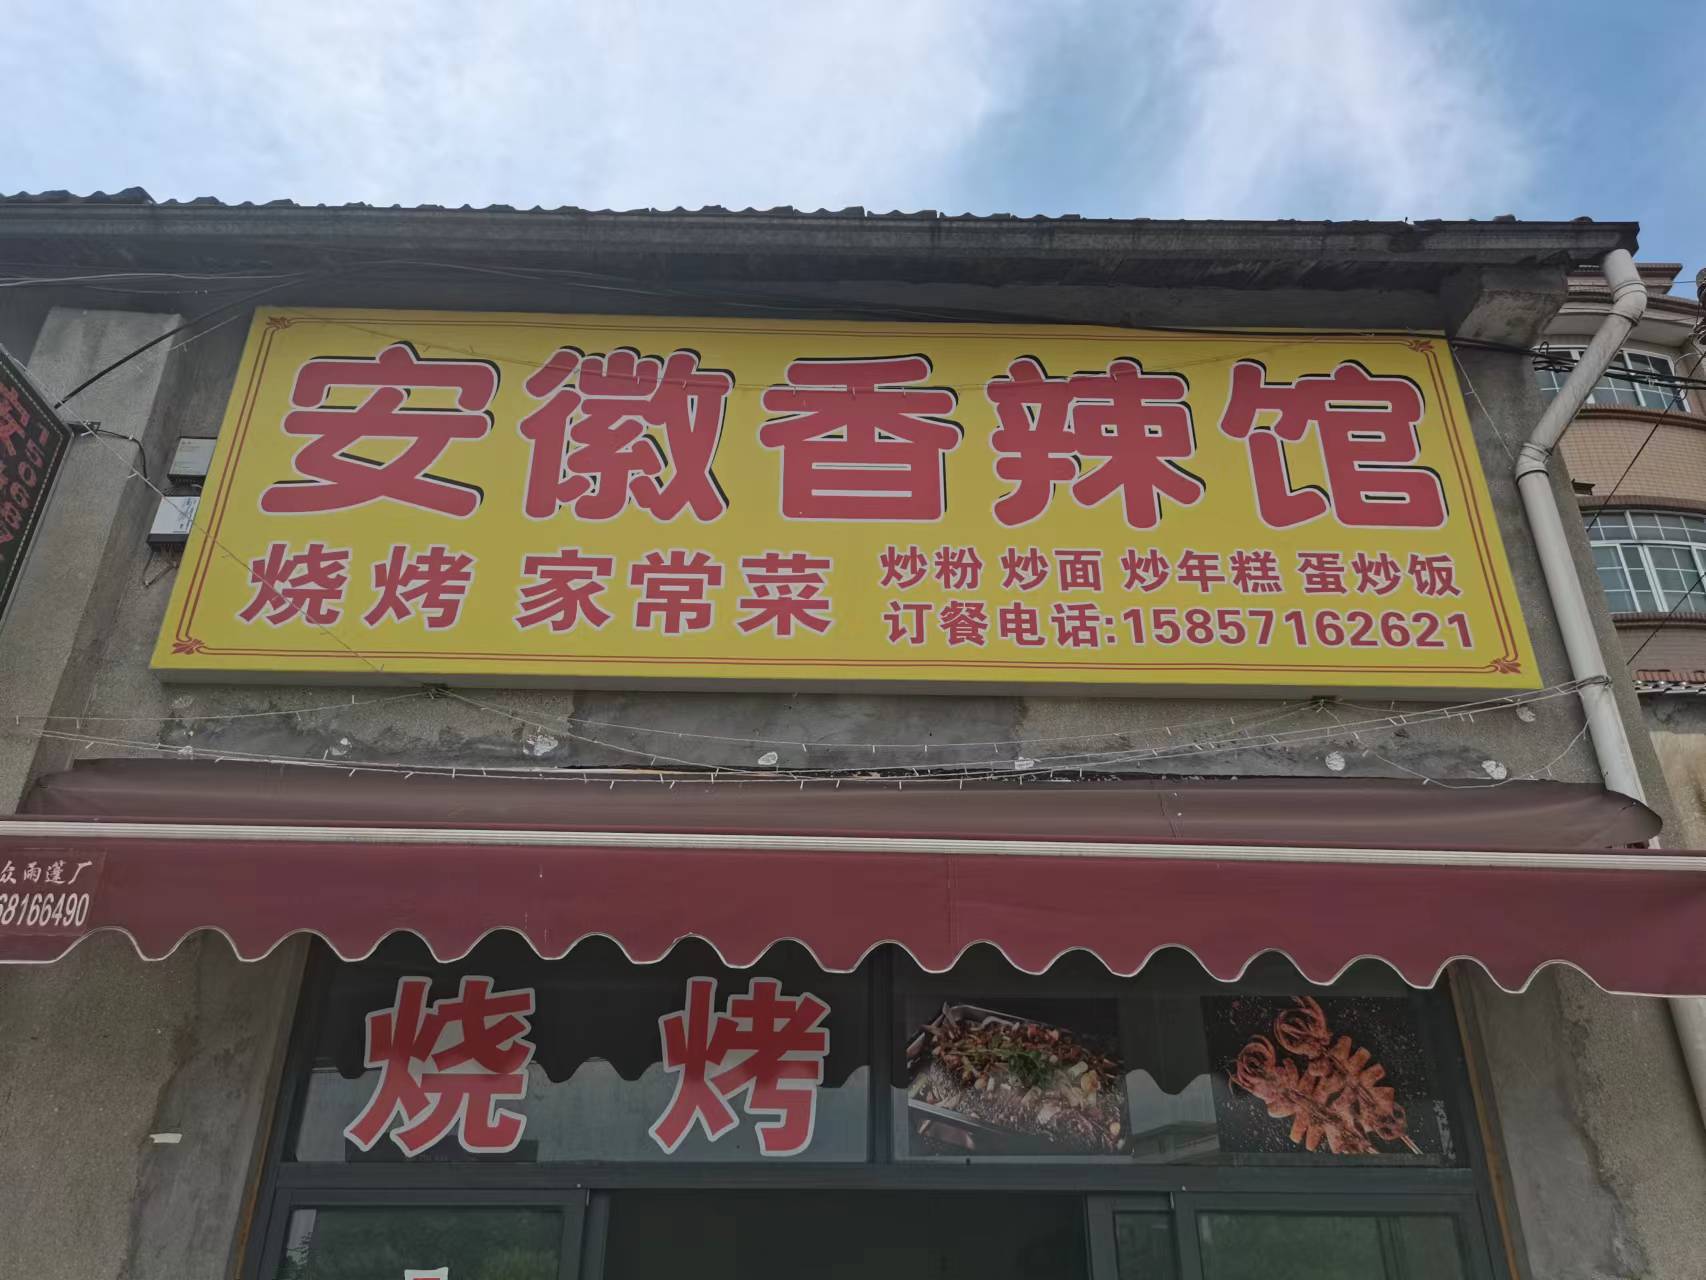 安徽香辣馆
烧烤 家常菜
炒粉 炒面 炒年糕 蛋炒饭
订餐电话:15857162621
众雨蓬厂
68166490
烧烤